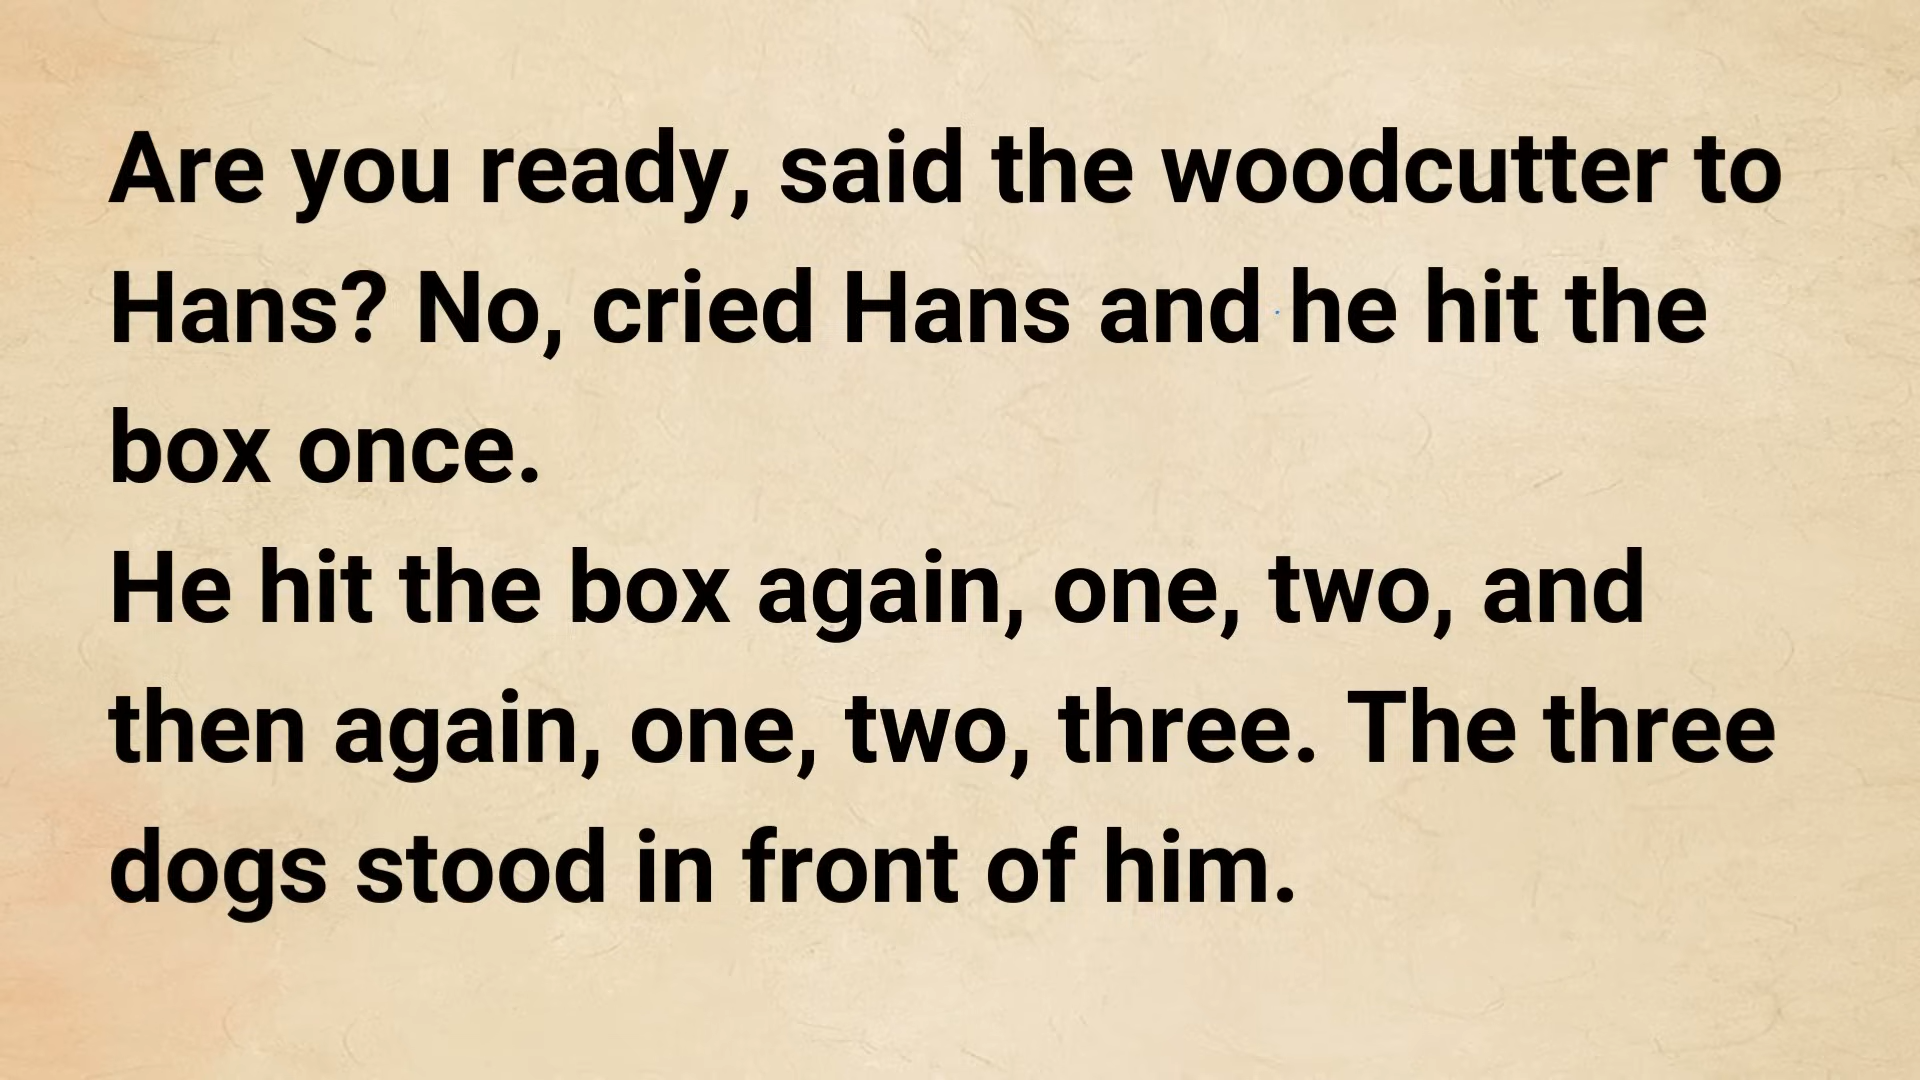 Are you ready, said the woodcutter to
Hans? No, cried Hans and he hit the
box once.
He hit the box again, one, two, and
then again, one, two, three. The three
dogs stood in front of him.